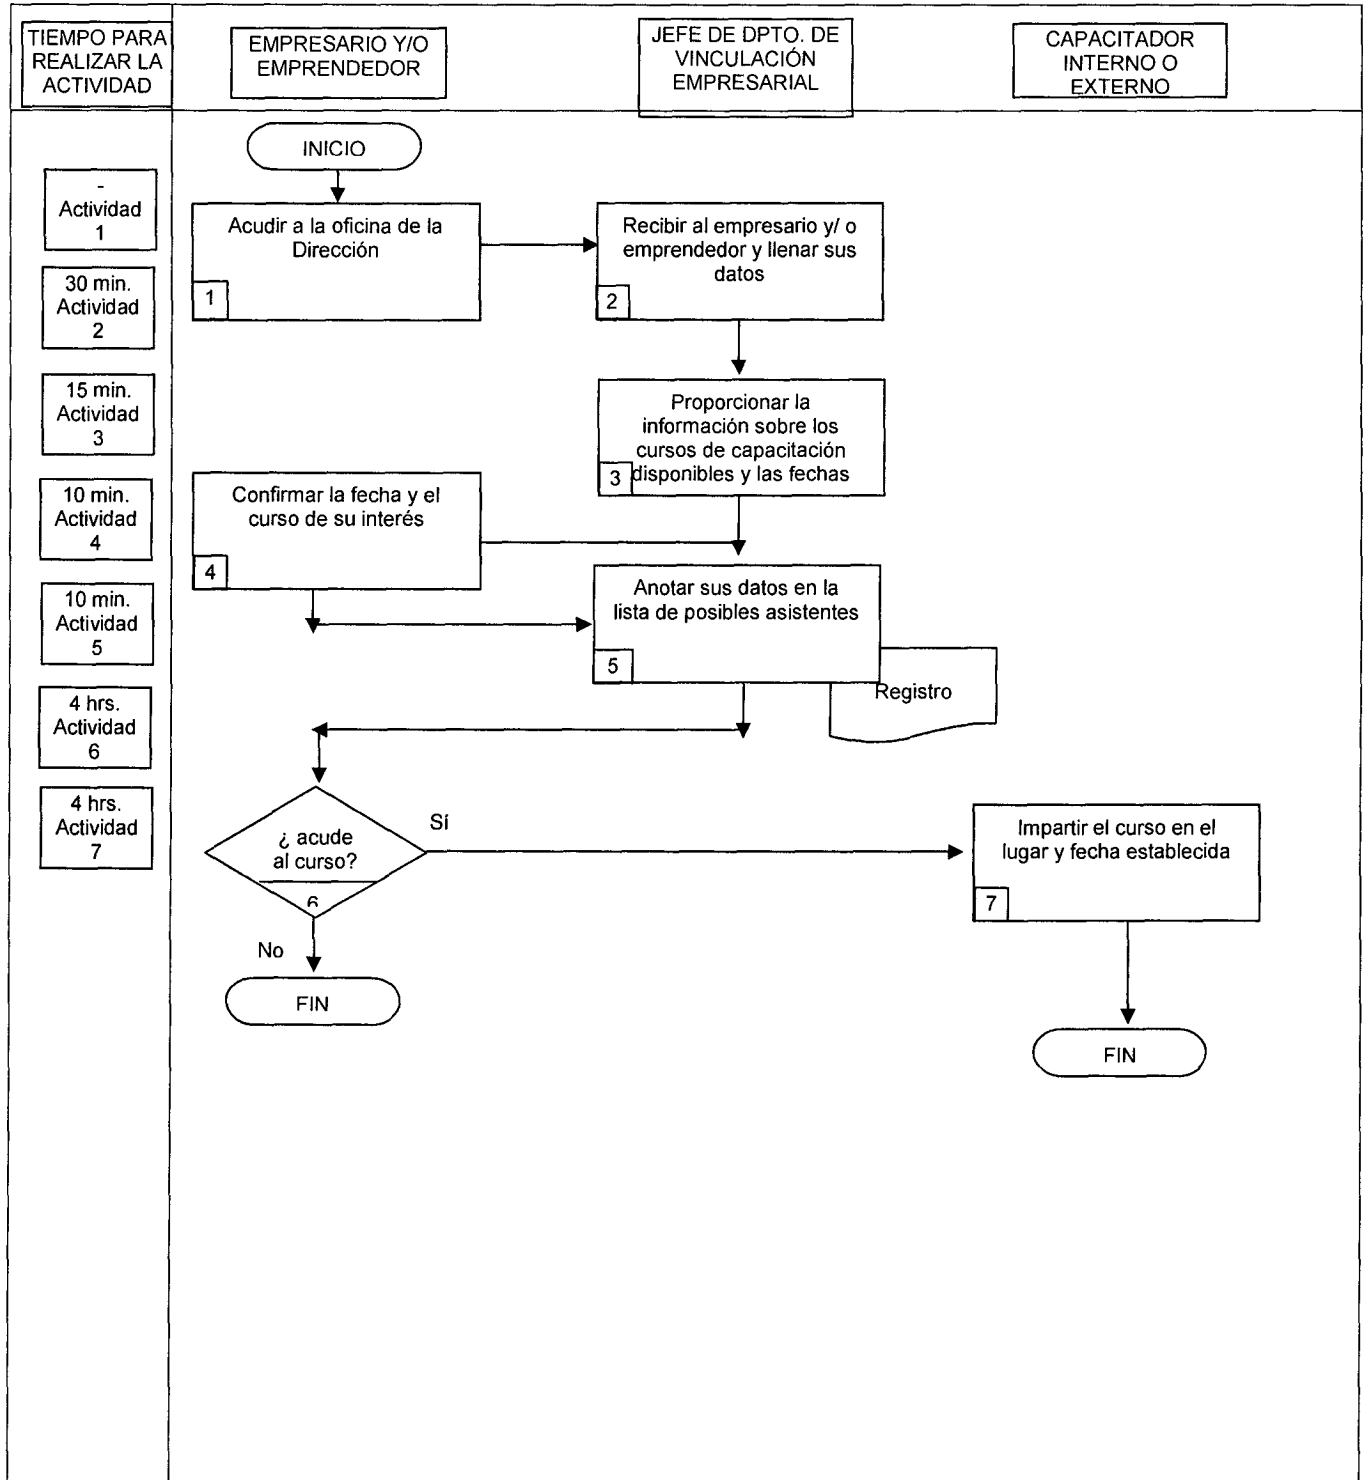 TIEMPO PARA
REALIZAR LA
ACTIVIDAD
EMPRESARIO Y/O
EMPRENDEDOR
JEFE DE DPTO. DE
VINCULACIÓN
EMPRESARIAL
CAPACITADOR
INTERNO O
EXTERNO
INICIO
-
Actividad
1
Acudir a la oficina de la
Dirección
1
Recibir al empresario y/ o
emprendedor y llenar sus
datos
2
30 min.
Actividad
2
15 min.
Actividad
3
Proporcionar la
información sobre los
cursos de capacitación
disponibles y las fechas
3
10 min.
Actividad
4
Confirmar la fecha y el
curso de su interés
4
10 min.
Actividad
5
Anotar sus datos en la
lista de posibles asistentes
5
Registro
4 hrs.
Actividad
6
4 hrs.
Actividad
7
¿ acude
al curso?
6
Sí
No
Impartir el curso en el
lugar y fecha establecida
7
FIN
FIN